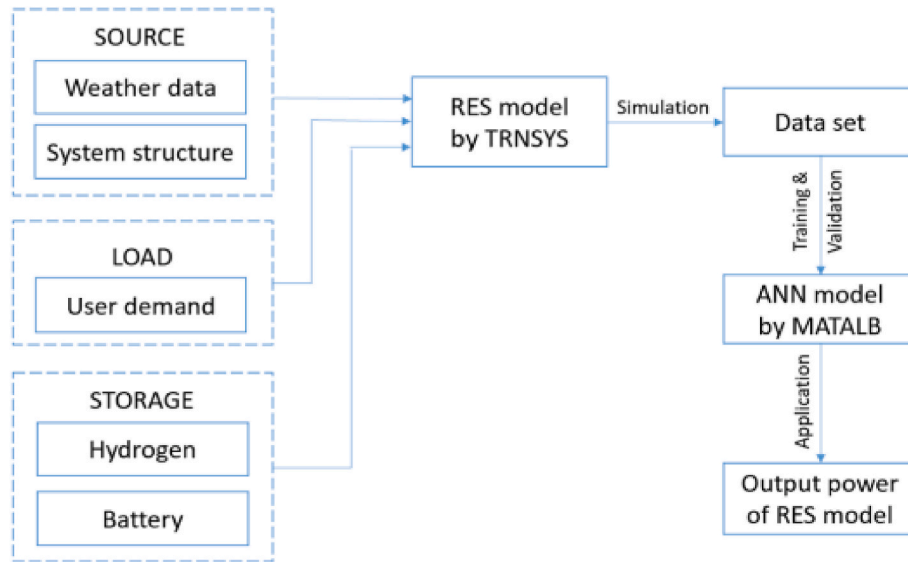 SOURCE
Weather data
System structure
LOAD
User demand
STORAGE
Hydrogen
Battery
RES model
by TRNSYS
Simulation
Data set
Training &
Validation
ANN model
by MATALB
Application
Output power
of RES model